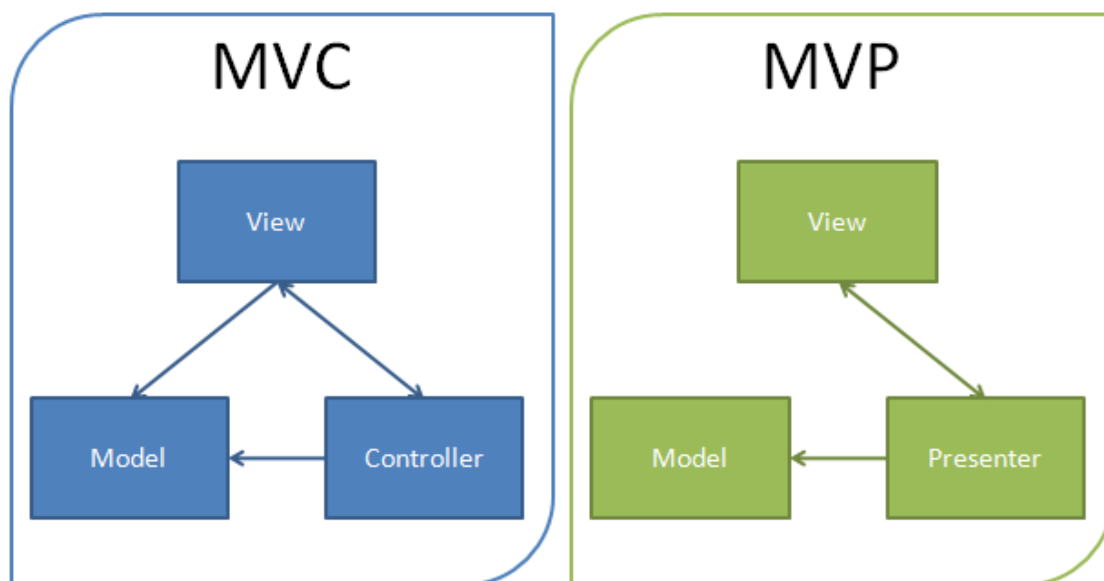 MVC
View
Model
Controller
MVP
View
Model
Presenter